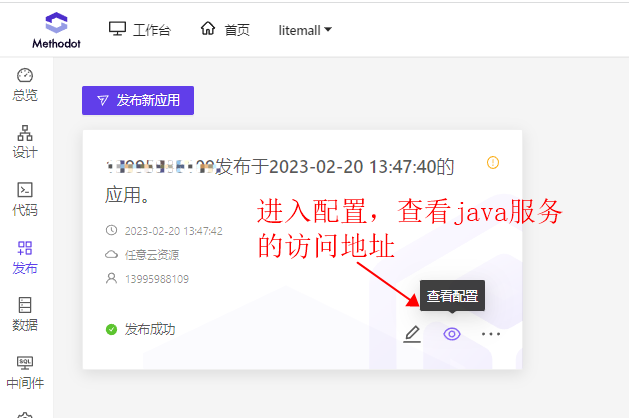 Methodot
工作台
首页
litemall
总览
设计
代码
发布
数据
中间件
发布新应用
发布于2023-02-20 13:47:40的
应用。
2023-02-20 13:47:42
任意云资源
13995988109
发布成功
进入配置，查看java服务
的访问地址
查看配置
SQL